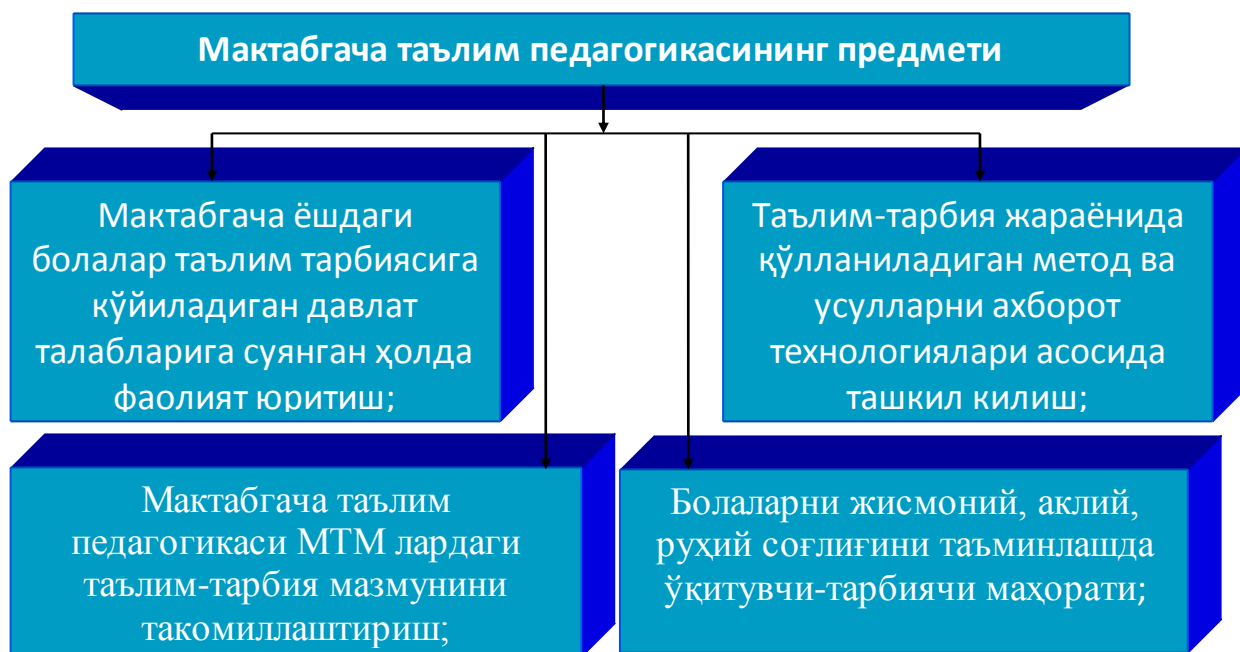 Мактабгача таълим педагогикасининг предмети
Мактабгача ёшдаги
болалар таълим тарбиясига
кўйиладиган давлат
талабларига суянган ҳолда
фаолият юритиш;
Таълим-тарбия жараёнида
қўлланиладиган метод ва
усулларни ахборот
технологиялари асосида
ташкил килиш;
Мактабгача таълим
педагогикаси МТМ лардаги
таълим-тарбия мазмунини
такомиллаштириш;
Болаларни жисмоний, аклий,
руҳий соғлиғини таъминлашда
ўқитувчи-тарбиячи маҳорати;